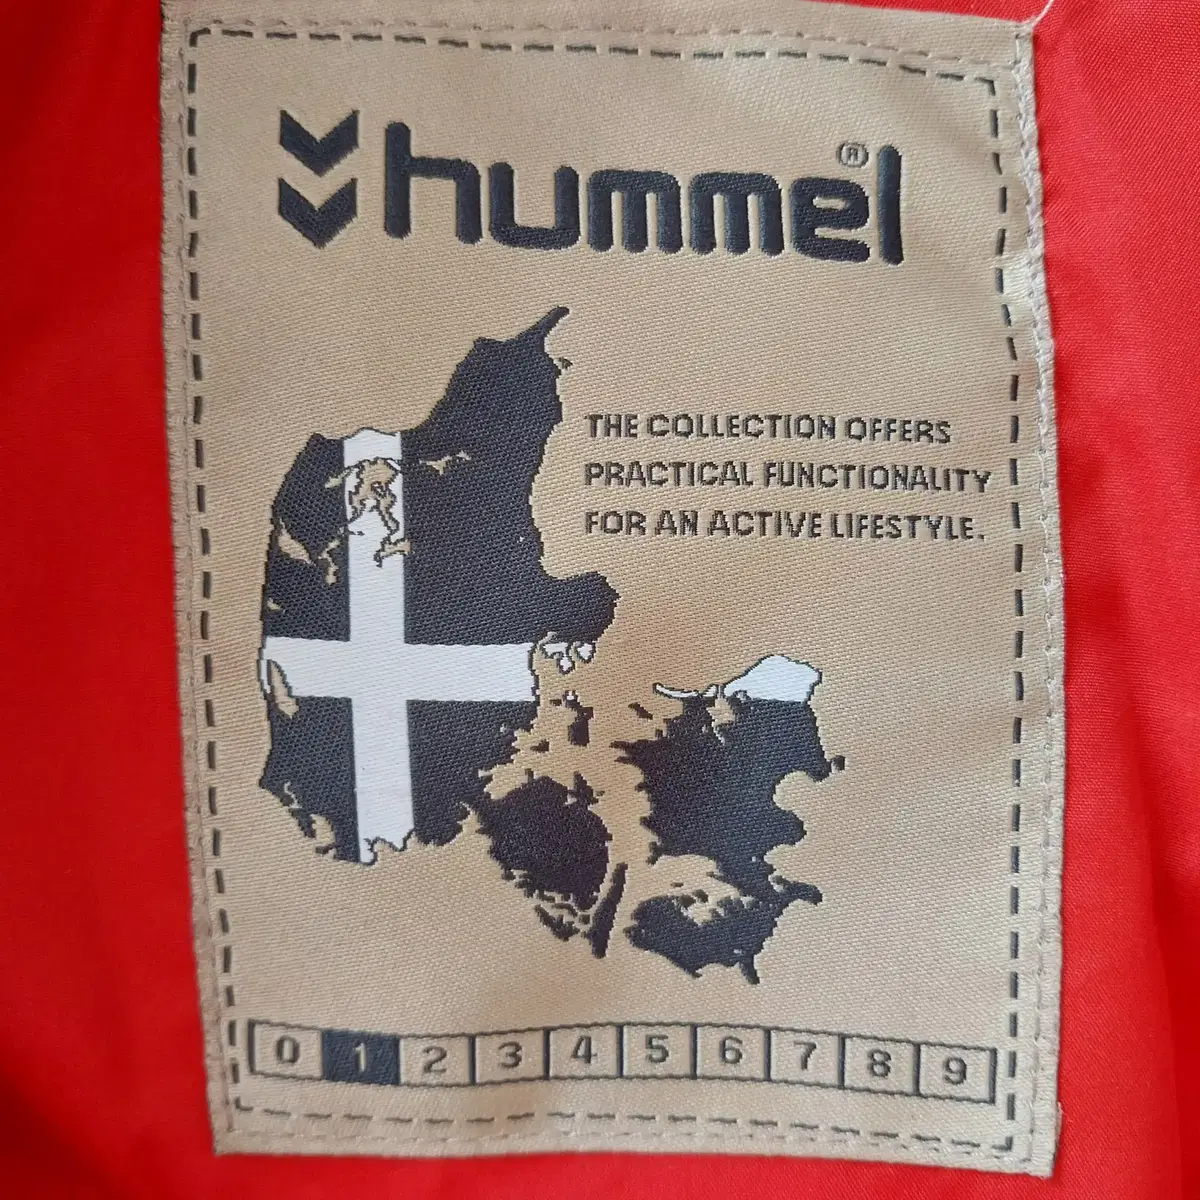 hummel®
THE COLLECTION OFFERS
PRACTICAL FUNCTIONALITY
FOR AN ACTIVE LIFESTYLE.
0 1 2 3 4 5 6 7 8 9